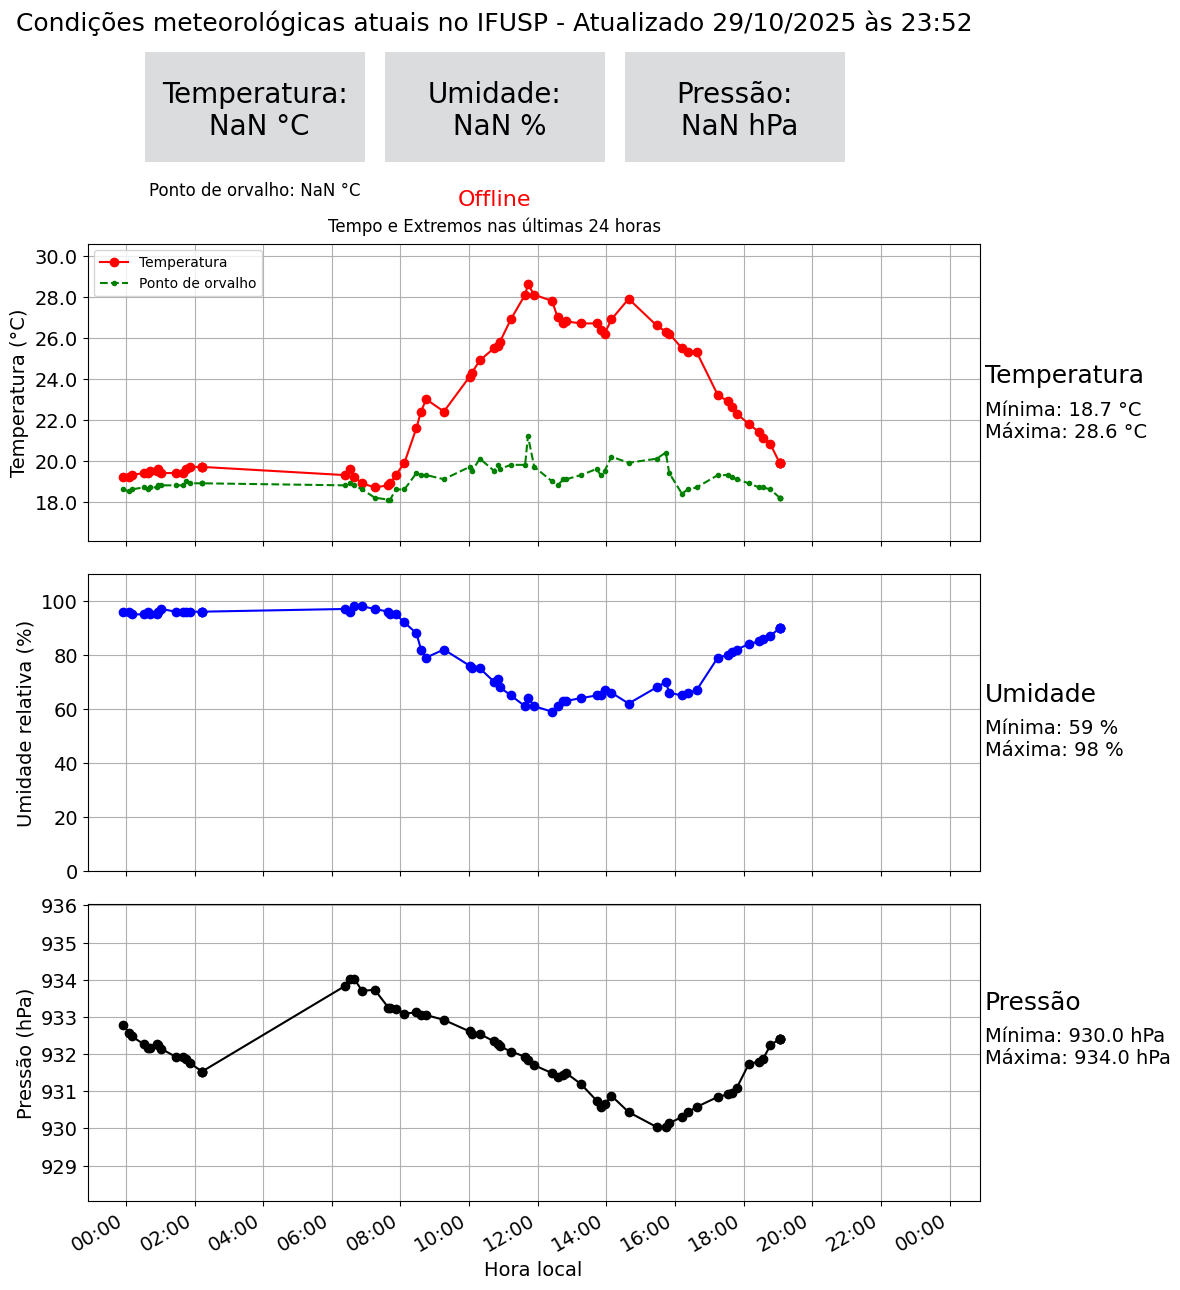 Condições meteorológicas atuais no IFUSP - Atualizado 29/10/2025 às 23:52
Temperatura:
NaN °C
Umidade:
NaN %
Pressão:
NaN hPa
Ponto de orvalho: NaN °C
Offline
Tempo e Extremos nas últimas 24 horas
Temperatura
Ponto de orvalho
Temperatura (°C)
30.0
28.0
26.0
24.0
22.0
20.0
18.0
Temperatura
Mínima: 18.7 °C
Máxima: 28.6 °C
Umidade relativa (%)
100
80
60
40
20
0
Umidade
Mínima: 59 %
Máxima: 98 %
Pressão (hPa)
936
935
934
933
932
931
930
929
Pressão
Mínima: 930.0 hPa
Máxima: 934.0 hPa
00:00 02:00 04:00 06:00 08:00 10:00 12:00 14:00 16:00 18:00 20:00 22:00 00:00
Hora local